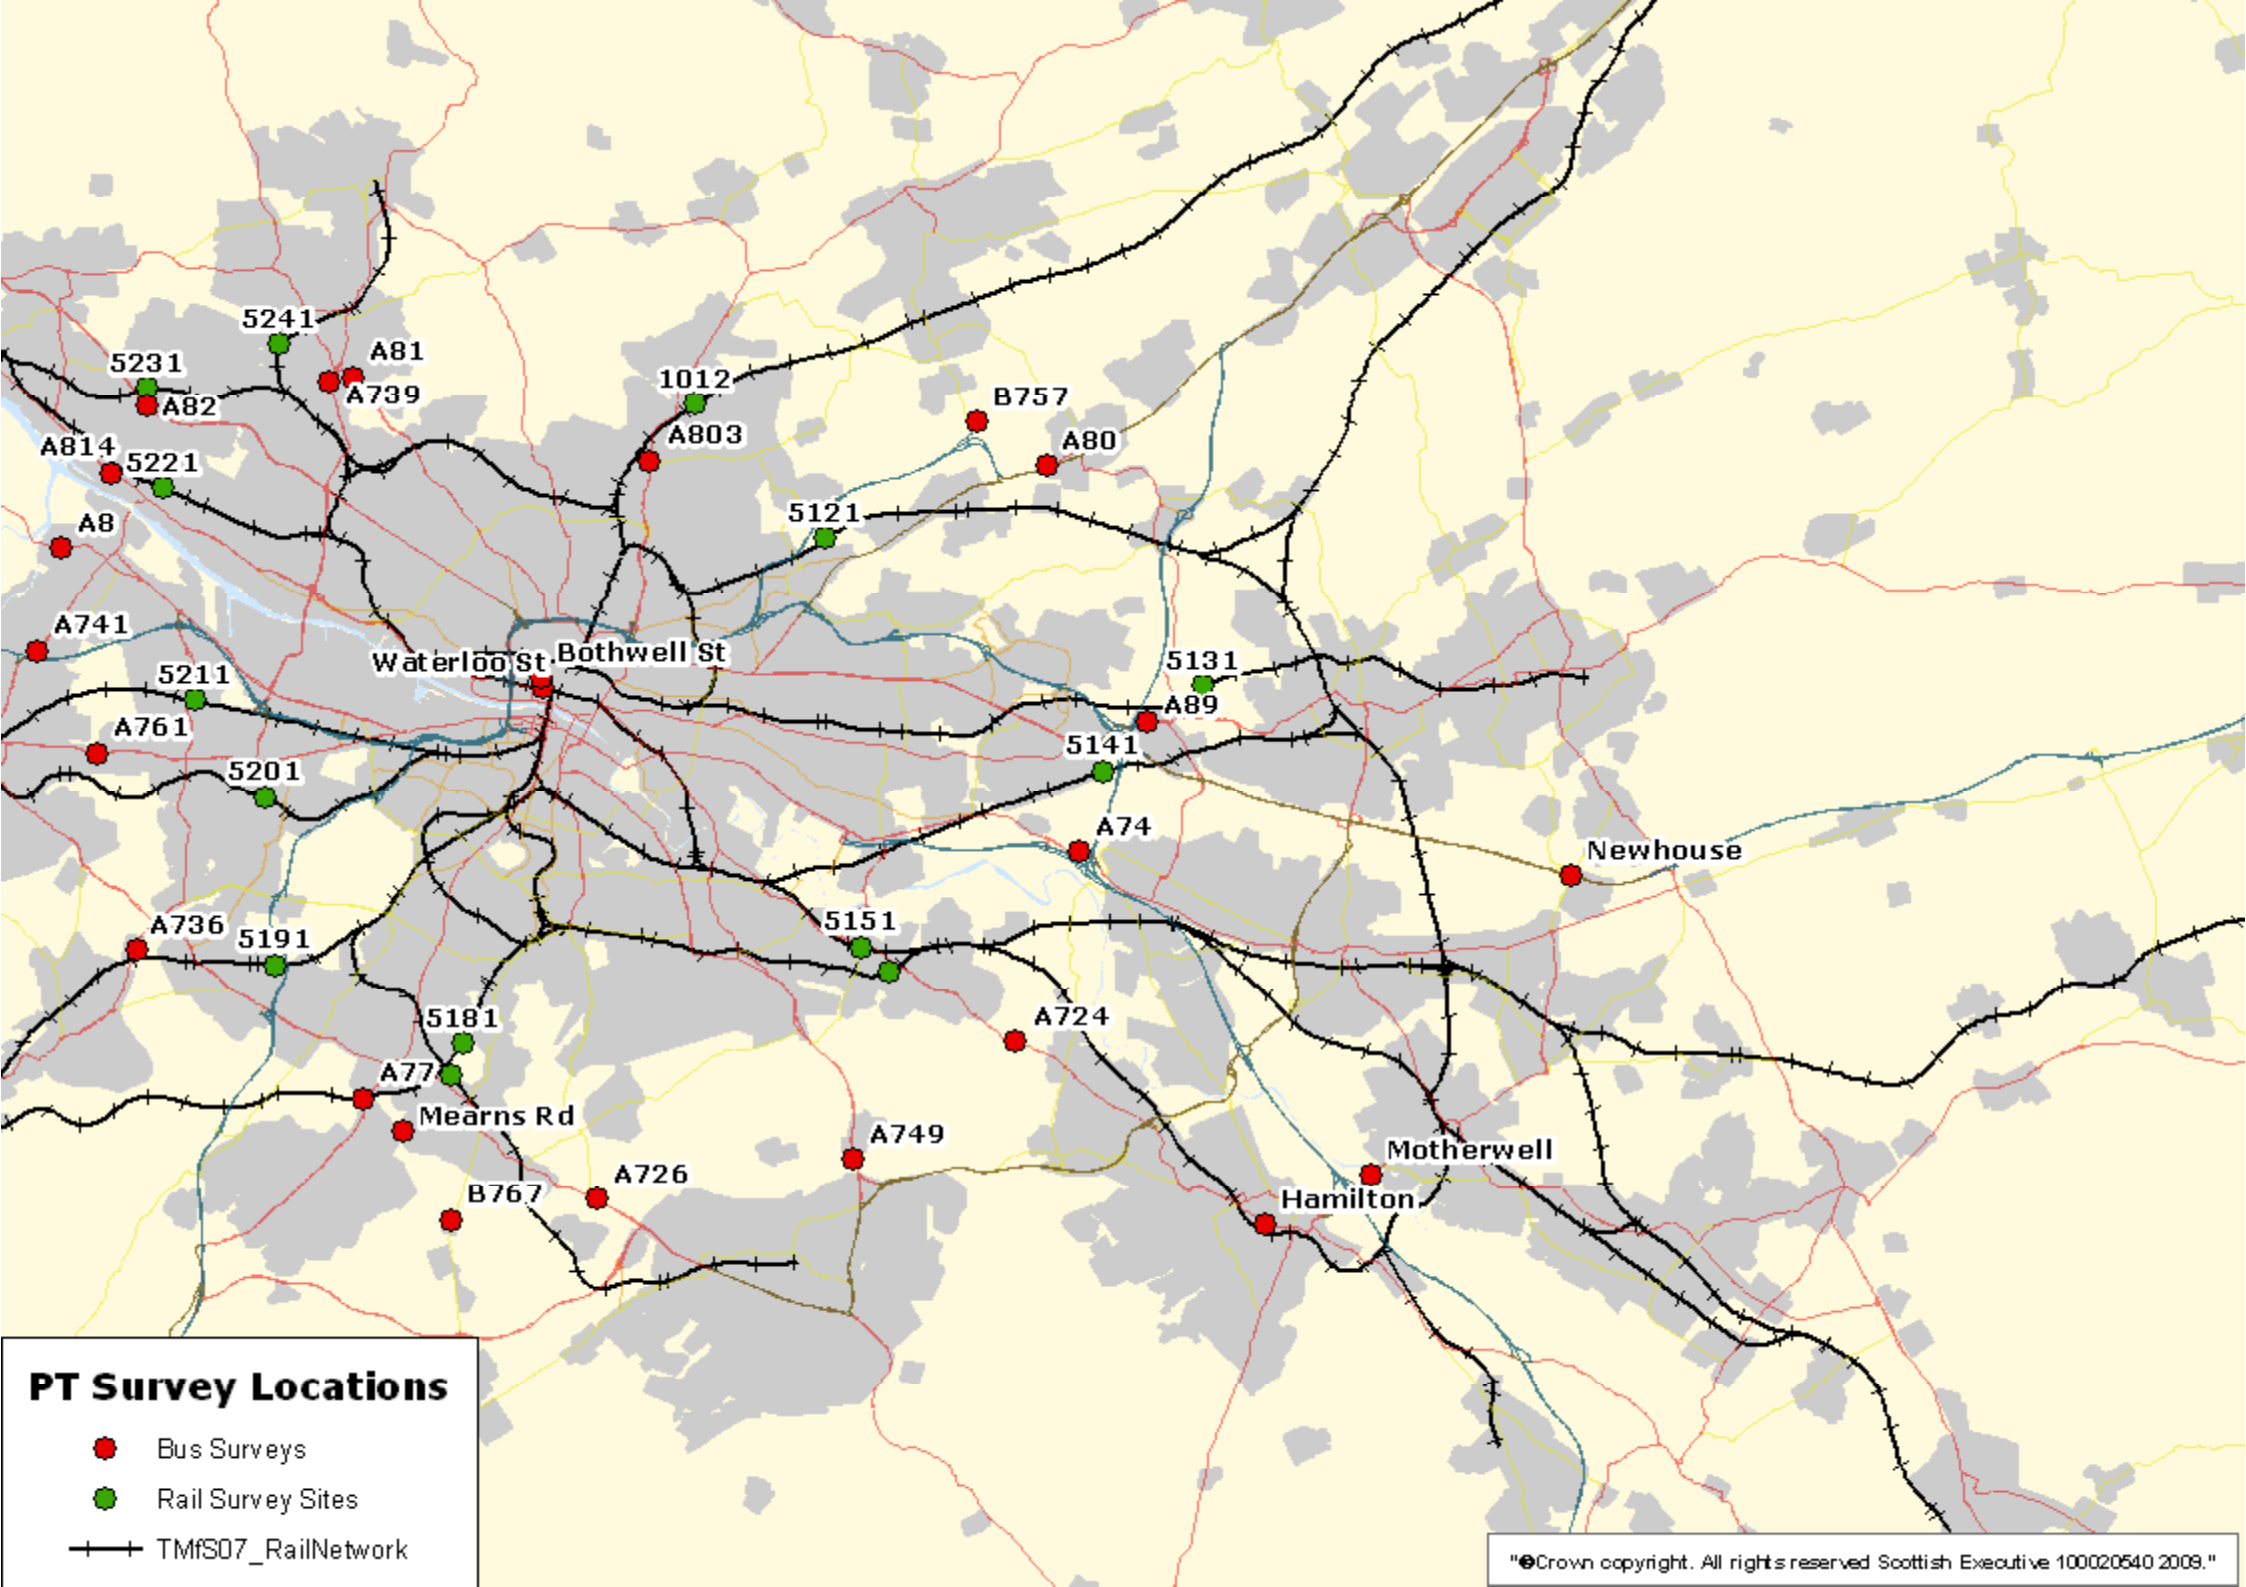 5241
A81
5231
A739
1012
A82
B757
A803
A80
A814
5221
A8
5121
A741
Waterloo St
Bothwell St
5211
5131
A89
A761
5141
5201
A74
Newhouse
A736
5191
5151
5181
A724
A77
Mearns Rd
A749
Motherwell
A726
B767
Hamilton
PT Survey Locations
Bus Surveys
Rail Survey Sites
TMfS07_RailNetwork
"©Crown copyright. All rights reserved Scottish Executive 100020540 2009."